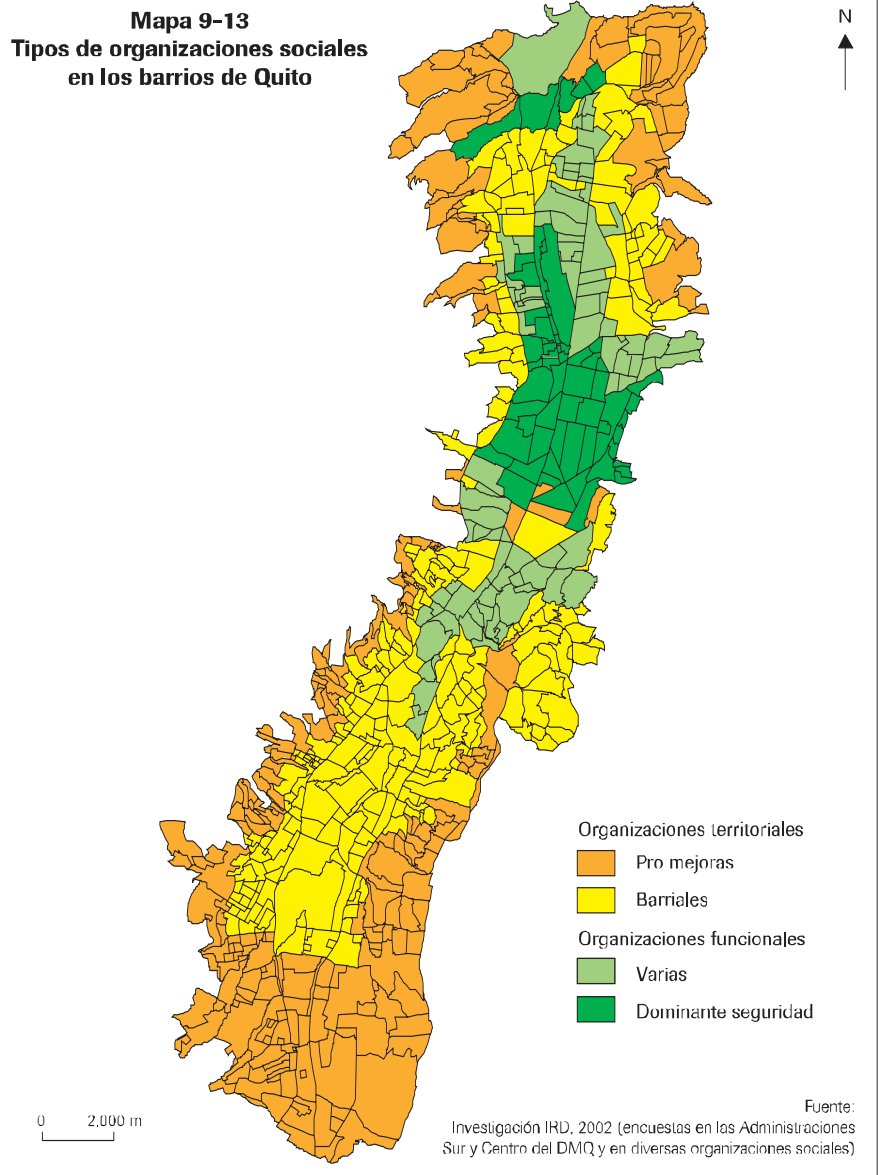 Mapa 9-13
Tipos de organizaciones sociales
en los barrios de Quito
N
Organizaciones territoriales
Pro mejoras
Barriales
Organizaciones funcionales
Varias
Dominante seguridad
0 2,000 m
Fuente:
Investigación IRD, 2002 (encuestas en las Administraciones
Sur y Centro del DMQ y en diversas organizaciones sociales)